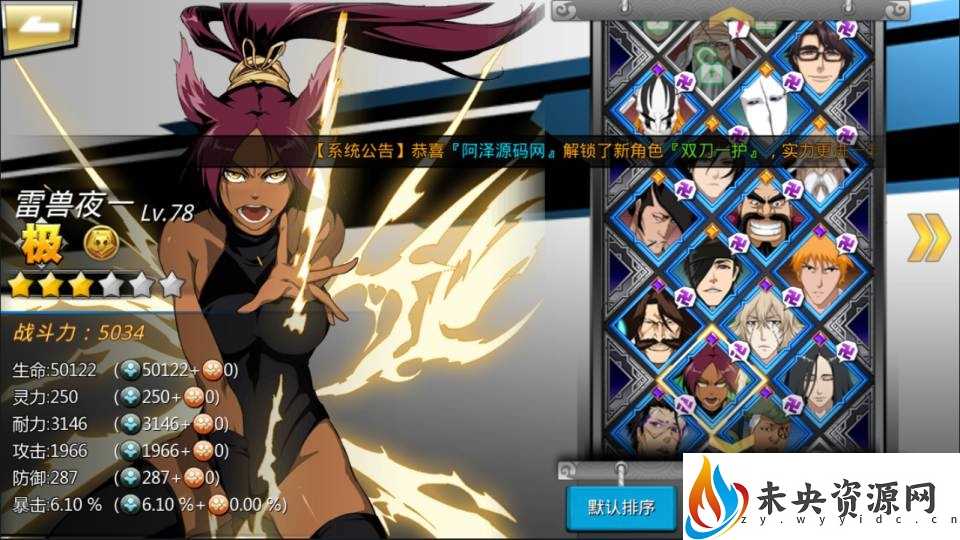 【系统公告】恭喜『阿泽源码网』解锁了新角色『双刀一护』，实力更进一
雷兽夜一 Lv.78
极
战斗力：5034
生命:50122 (50122+0)
灵力:250 (250+0)
耐力:3146 (3146+0)
攻击:1966 (1966+0)
防御:287 (287+0)
暴击:6.10 % (6.10 %+0.00 %)
默认排序
未央资源网
zy.wyyidc.cn